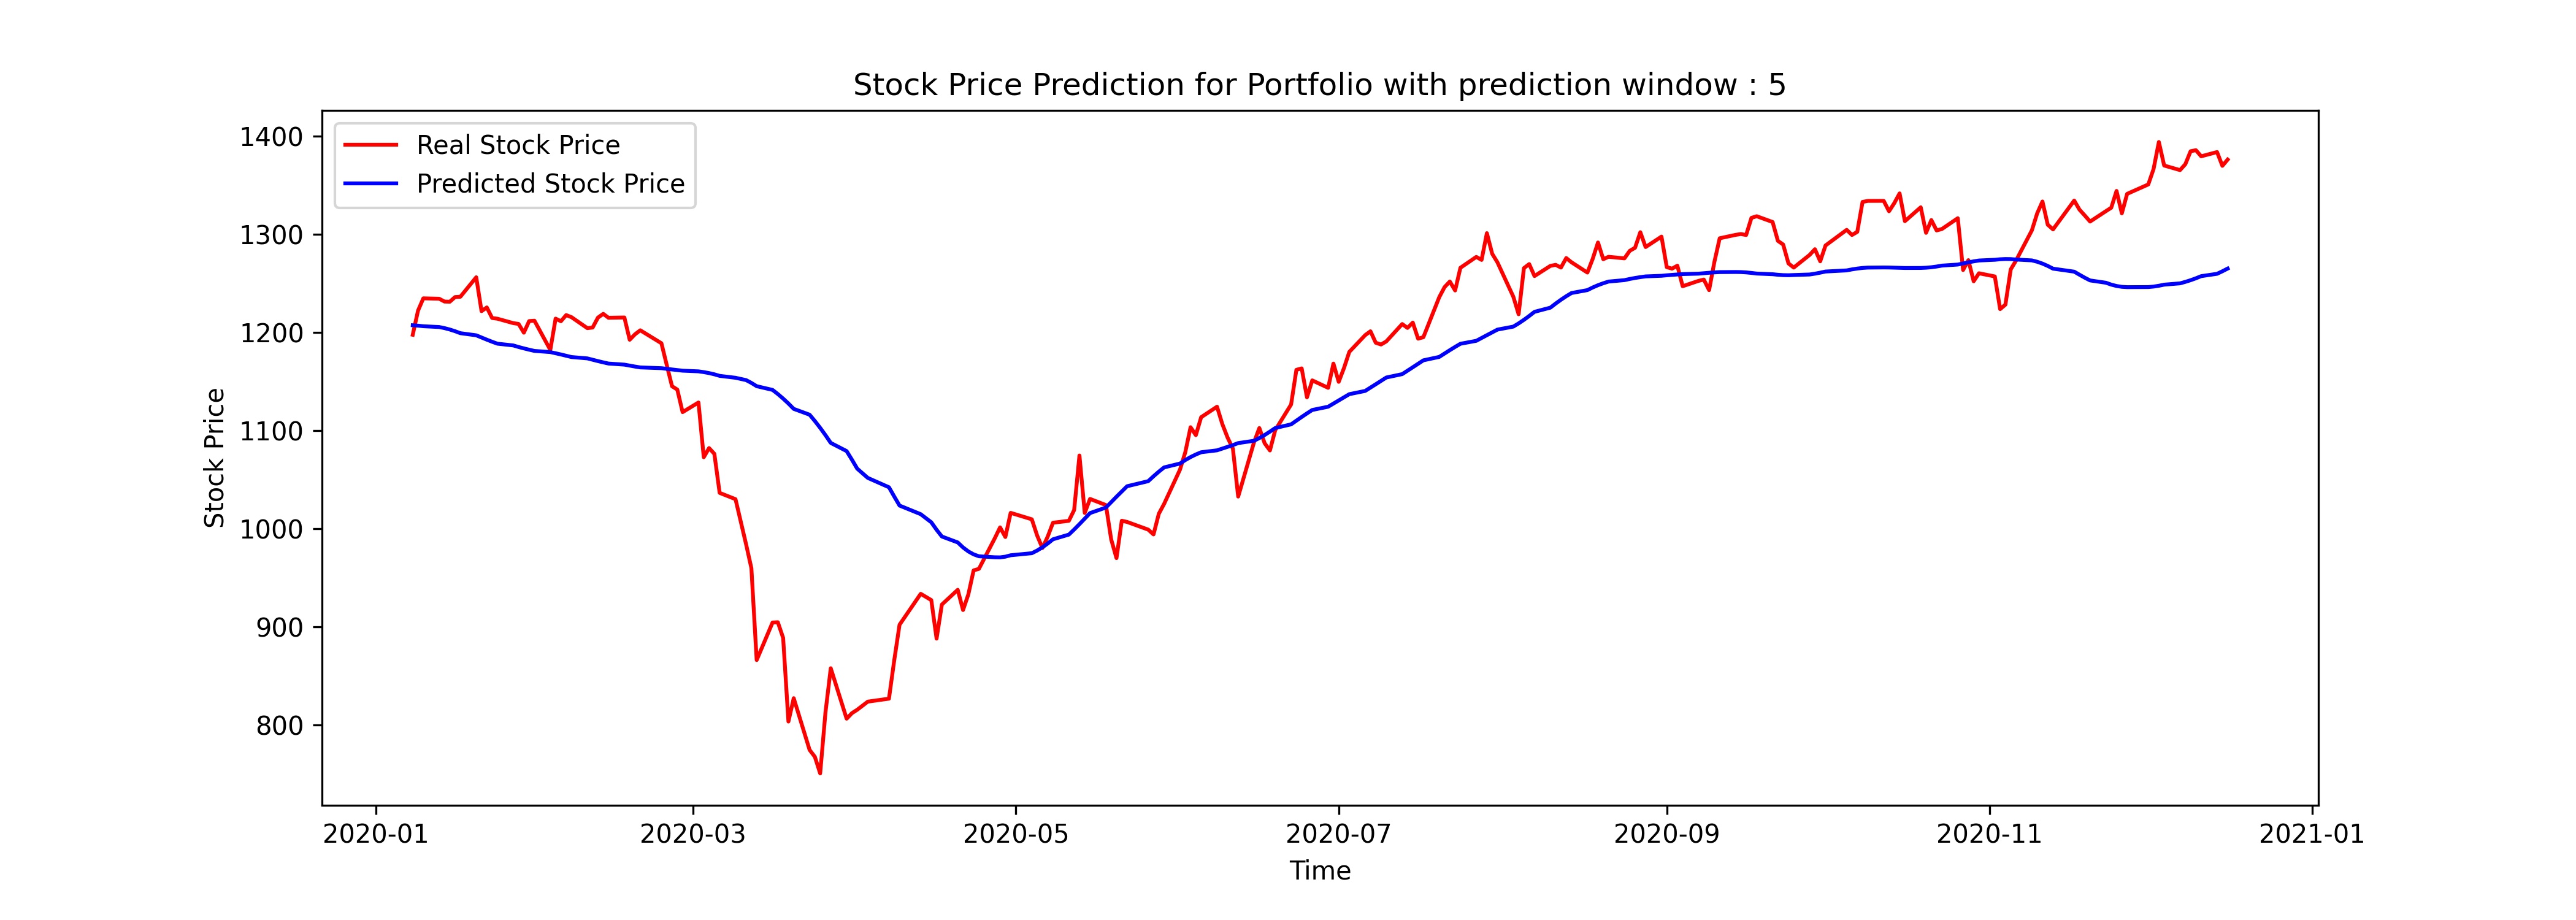 Stock Price Prediction for Portfolio with prediction window : 5
Real Stock Price
Predicted Stock Price
Stock Price
1400
1300
1200
1100
1000
900
800
2020-01
2020-03
2020-05
2020-07
2020-09
2020-11
2021-01
Time